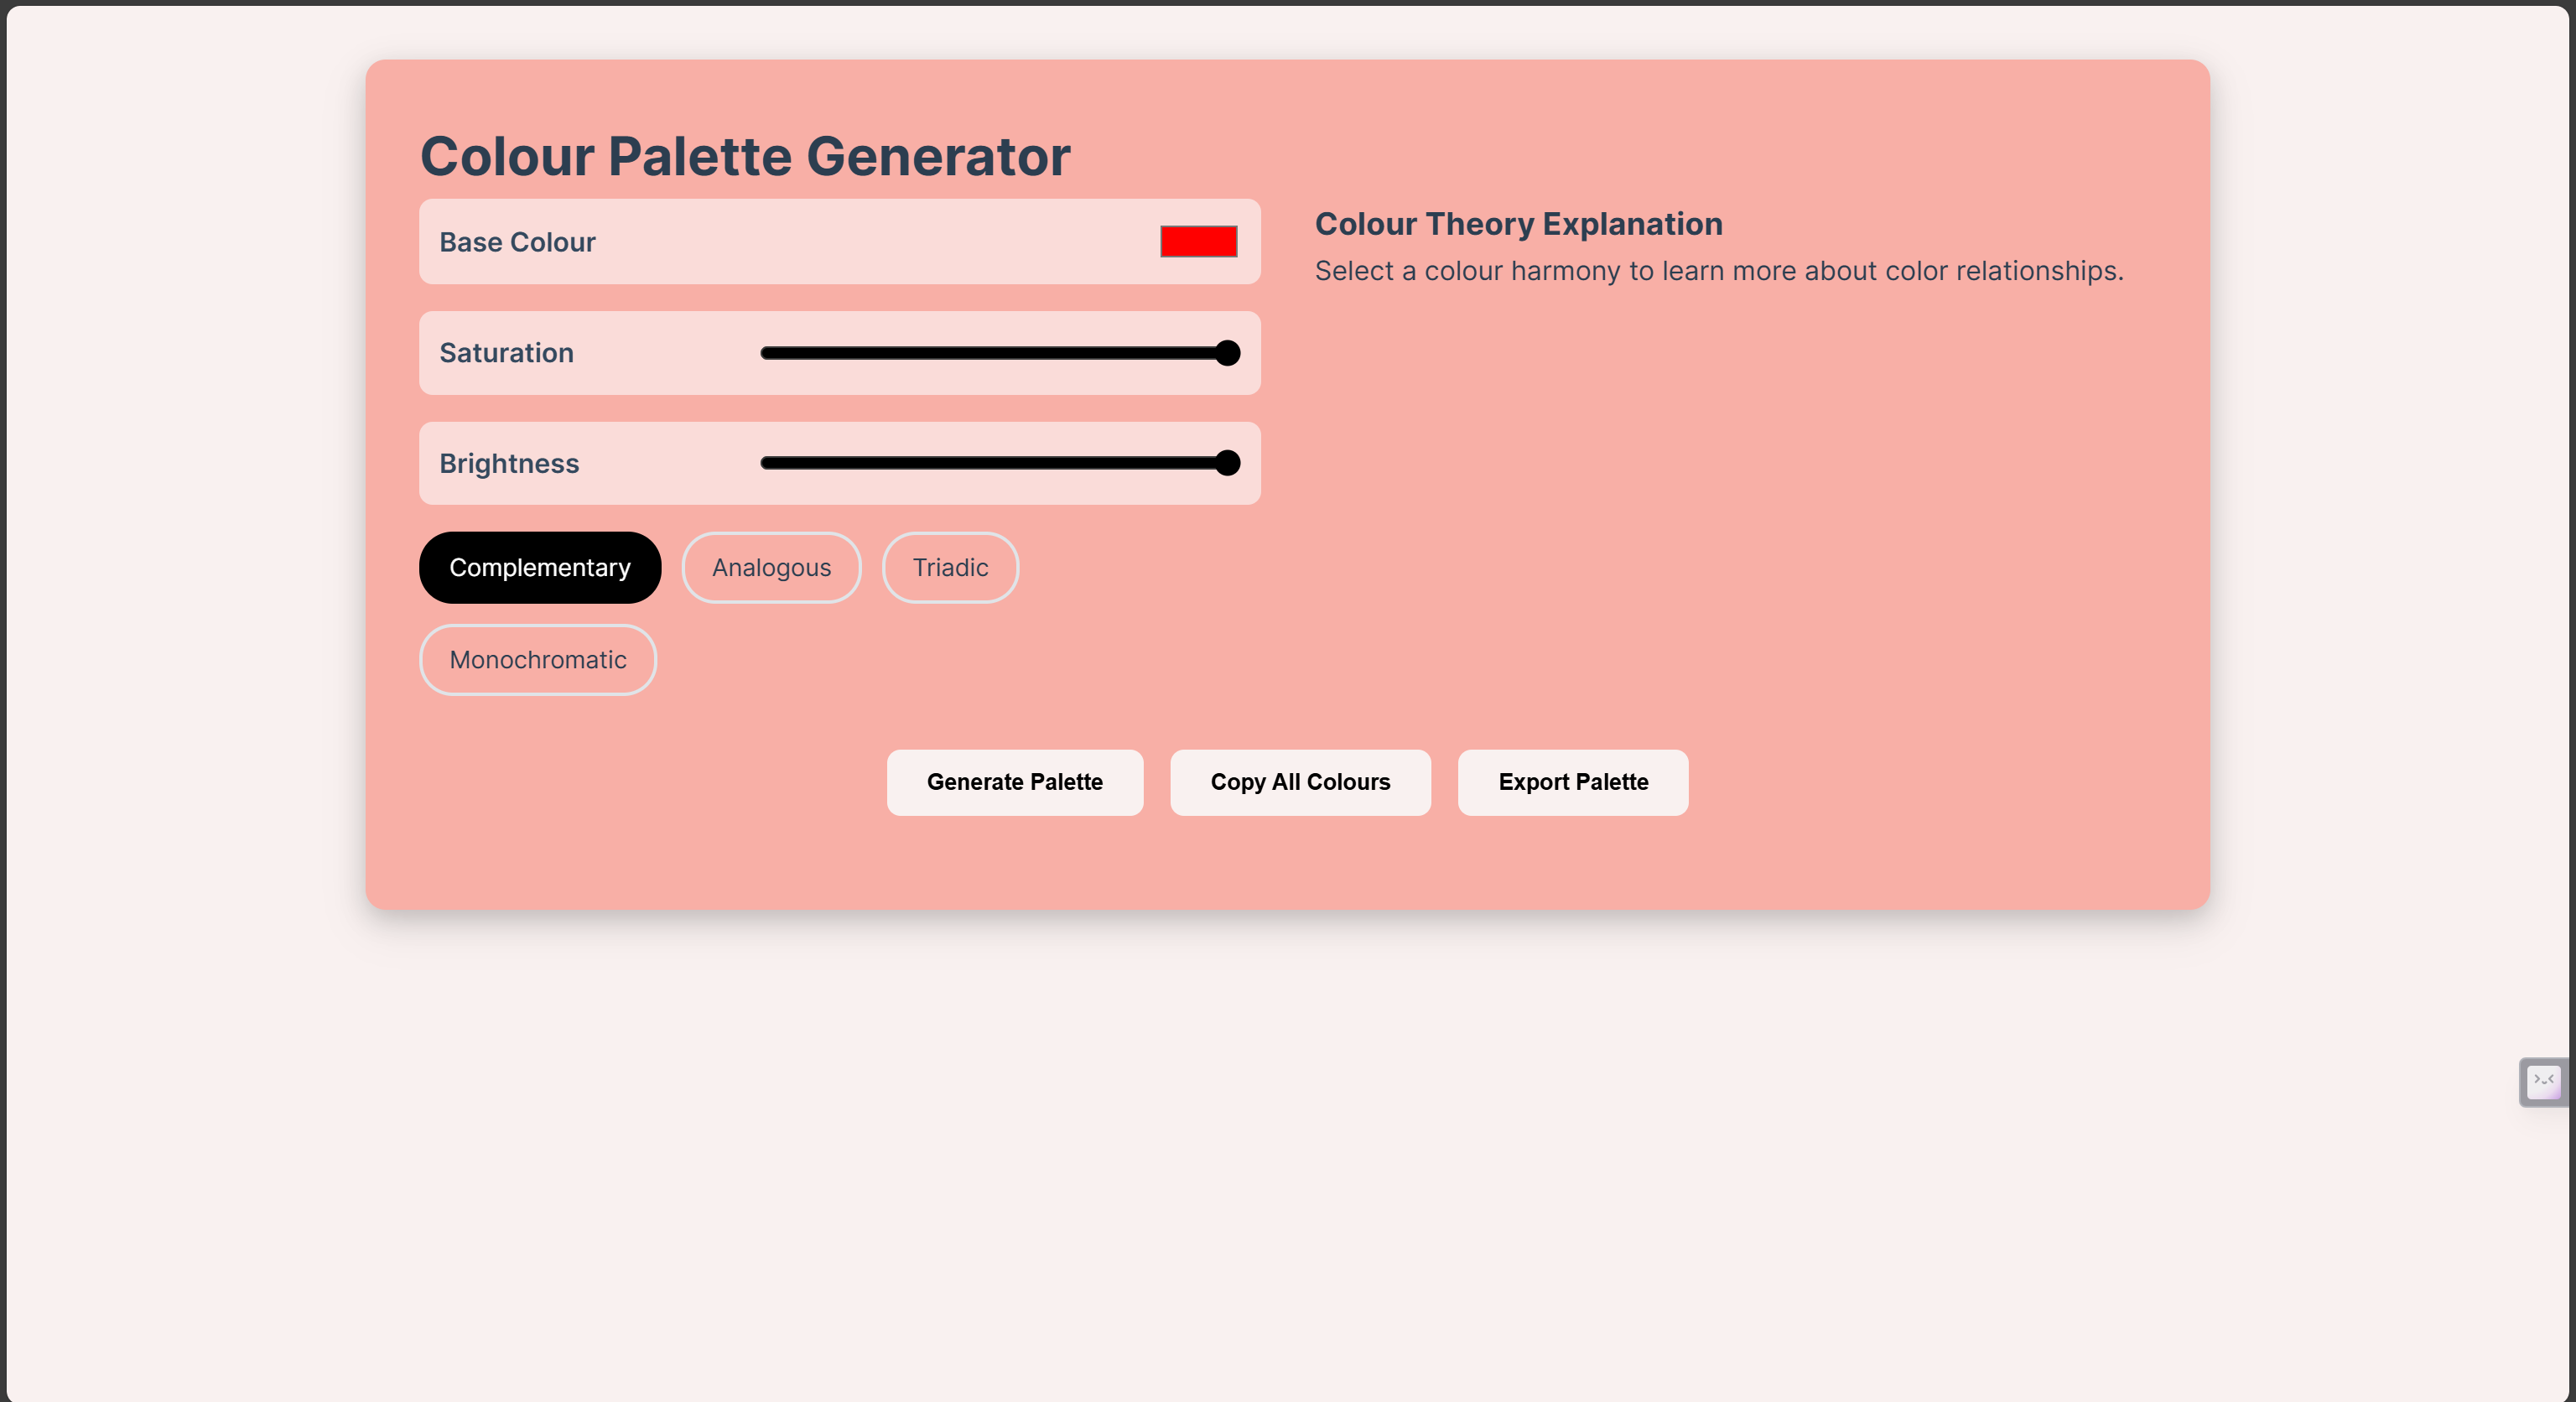 Colour Palette Generator
Base Colour
Saturation
Brightness
Complementary Analogous Triadic
Monochromatic
Colour Theory Explanation
Select a colour harmony to learn more about color relationships.
Generate Palette Copy All Colours Export Palette